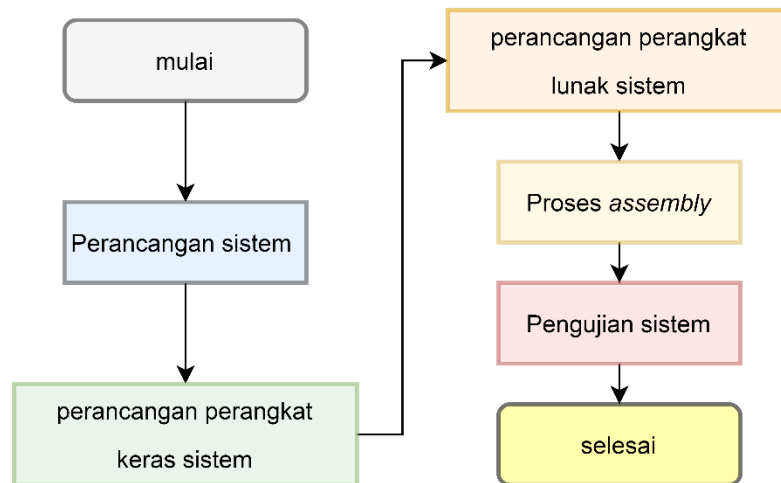 mulai
Perancangan sistem
perancangan perangkat
keras sistem
perancangan perangkat
lunak sistem
Proses assembly
Pengujian sistem
selesai